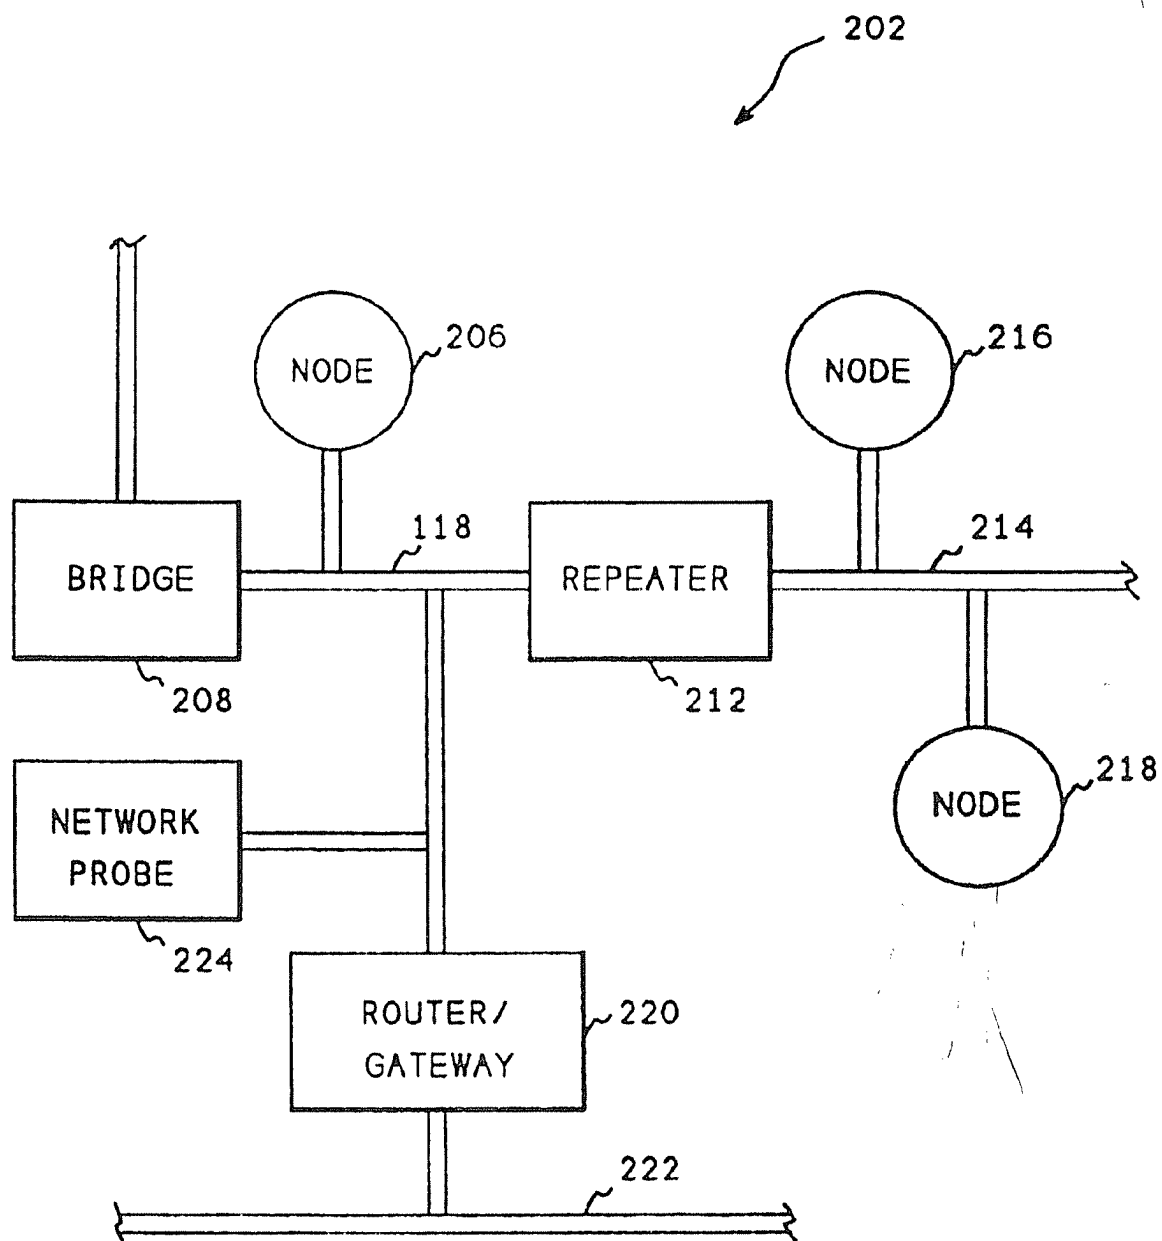 202
206
216
NODE
NODE
118
214
BRIDGE
REPEATER
208
212
218
NETWORK
PROBE
NODE
224
ROUTER/
GATEWAY
220
222